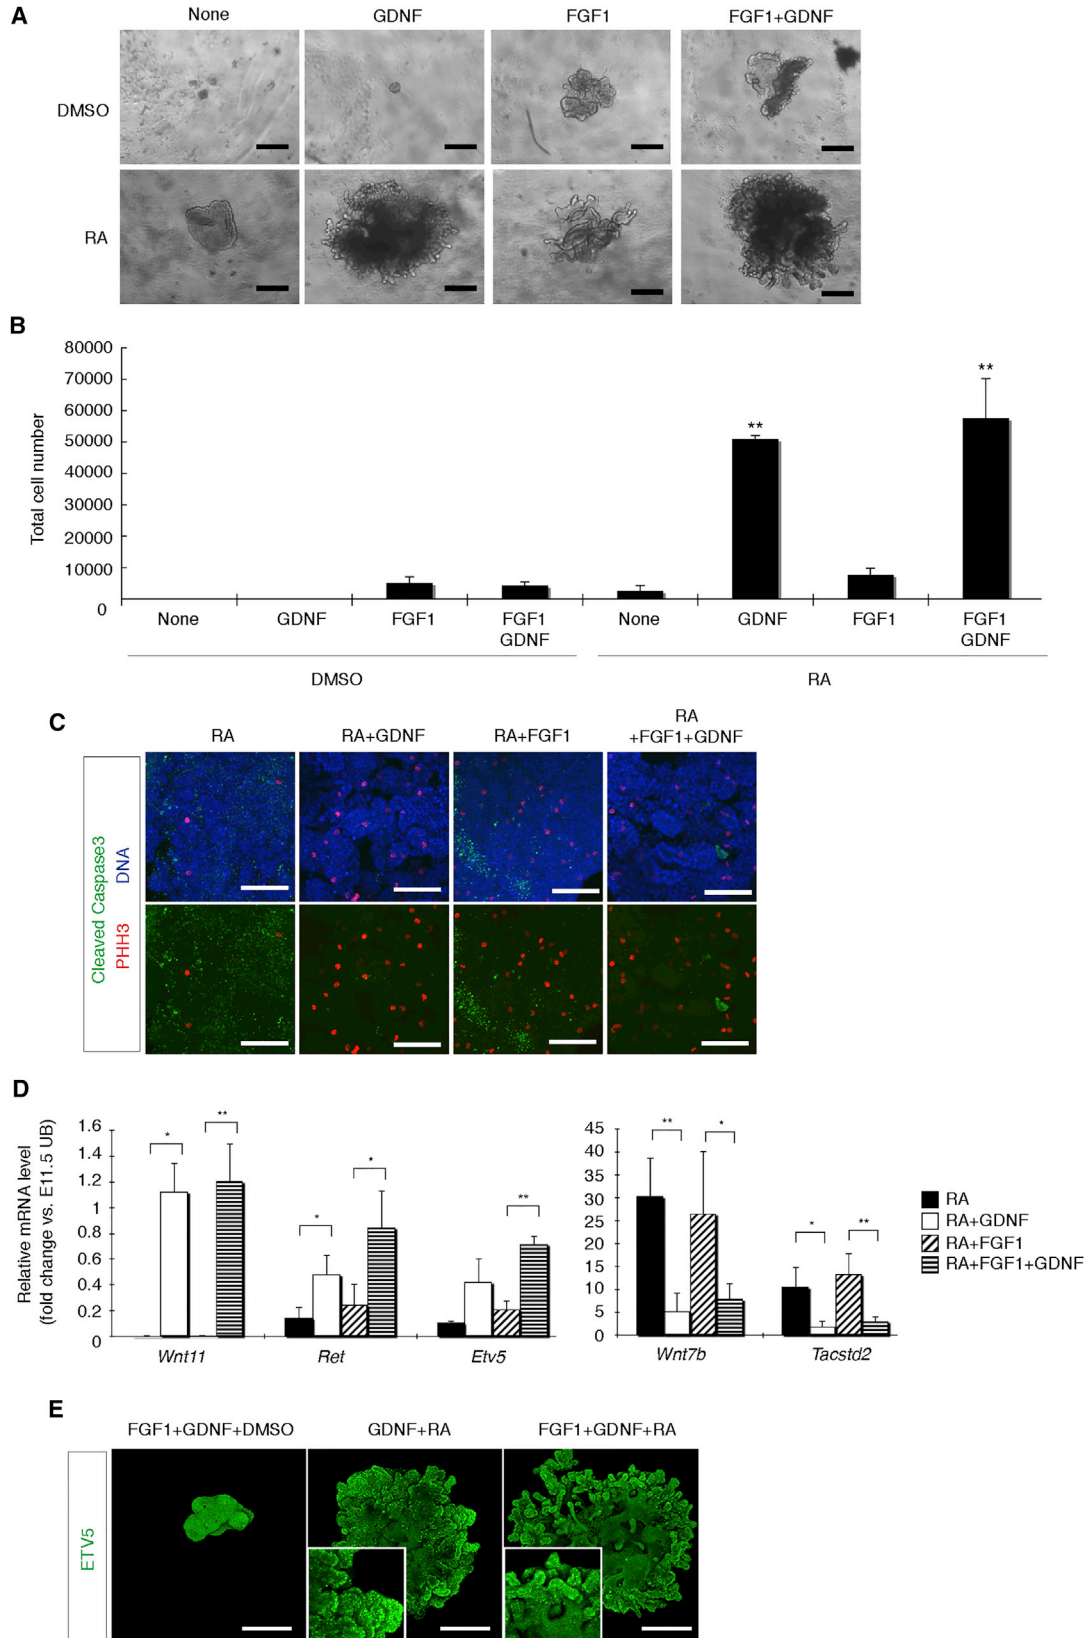 A
None
GDNF
FGF1
FGF1+GDNF
DMSO
RA
B
Total cell number
80000
70000
60000
50000
40000
30000
20000
10000
0
**
**
None
GDNF
FGF1
FGF1
GDNF
None
GDNF
FGF1
FGF1
GDNF
DMSO
RA
C
RA
RA+GDNF
RA+FGF1
RA
+FGF1+GDNF
Cleaved Caspase3
PHH3
DNA
D
Relative mRNA level
(fold change vs. E11.5 UB)
1.6
1.4
1.2
1
0.8
0.6
0.4
0.2
0
*
**
*
*
**
Wnt11
Ret
Etv5
45
40
35
30
25
20
15
10
5
0
**
*
*
**
Wnt7b
Tacstd2
RA
RA+GDNF
RA+FGF1
RA+FGF1+GDNF
E
FGF1+GDNF+DMSO
GDNF+RA
FGF1+GDNF+RA
ETV5